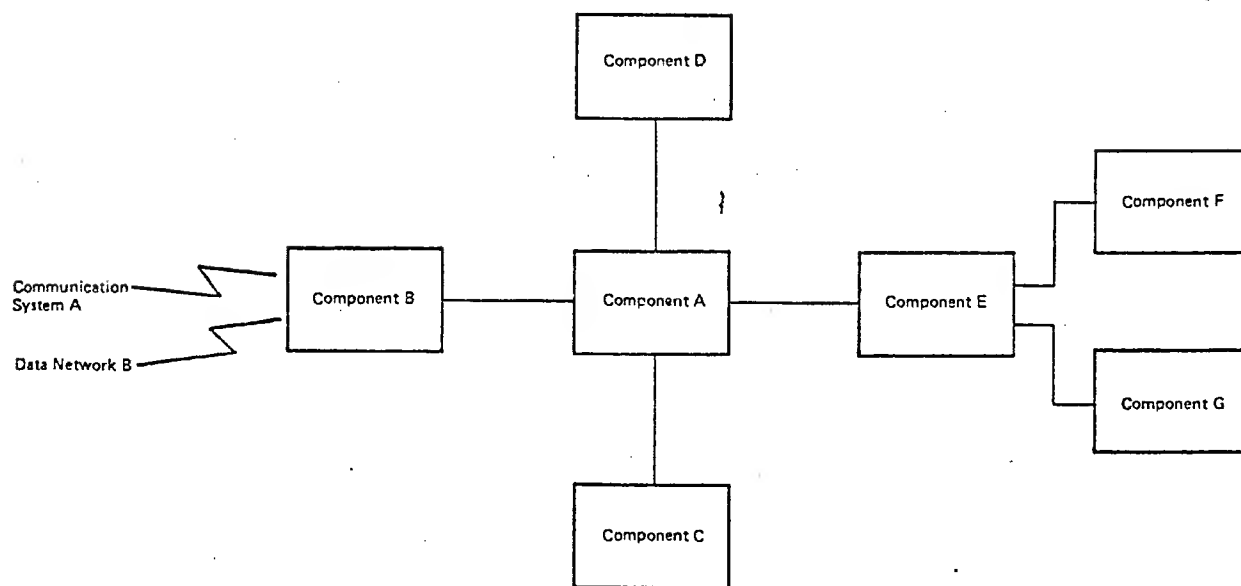 Component D
Component F
Communication
System A
Component B
Component A
Component E
Data Network B
Component G
Component C